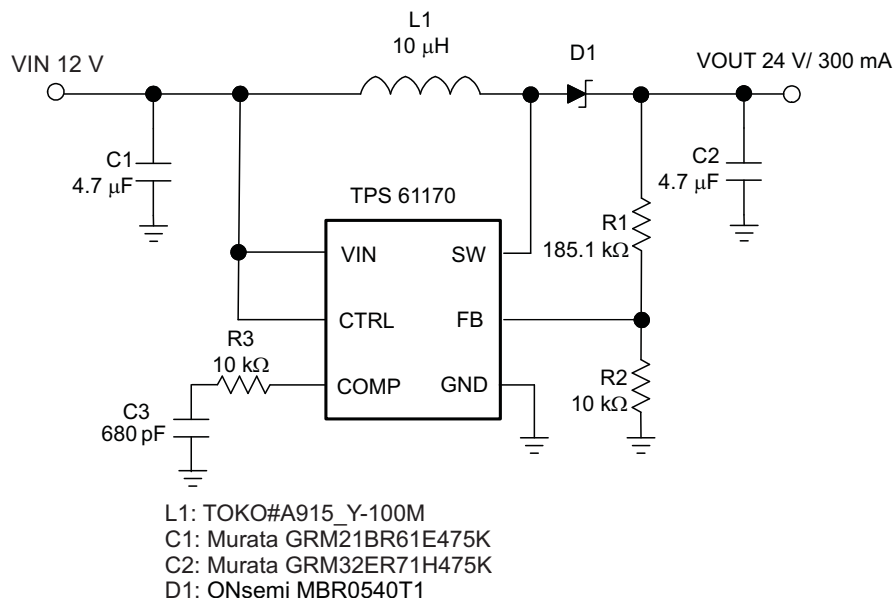 L1
10 μH
D1
VIN 12 V
VOUT 24 V/ 300 mA
C1
4.7 μF
C2
4.7 μF
TPS 61170
R1
185.1 kΩ
VIN
SW
CTRL
FB
R3
10 kΩ
COMP
GND
R2
10 kΩ
C3
680 pF
L1: TOKO#A915_Y-100M
C1: Murata GRM21BR61E475K
C2: Murata GRM32ER71H475K
D1: ONsemi MBR0540T1